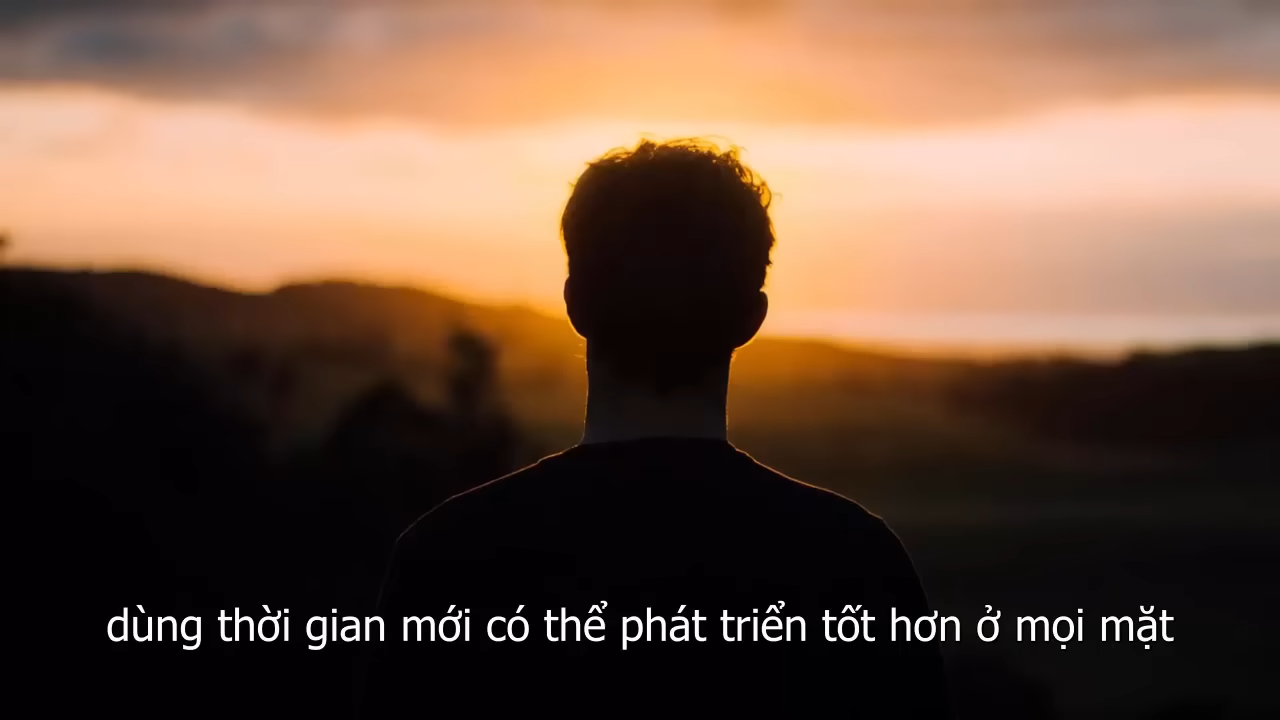 dùng thời gian mới có thể phát triển tốt hơn ở mọi mặt